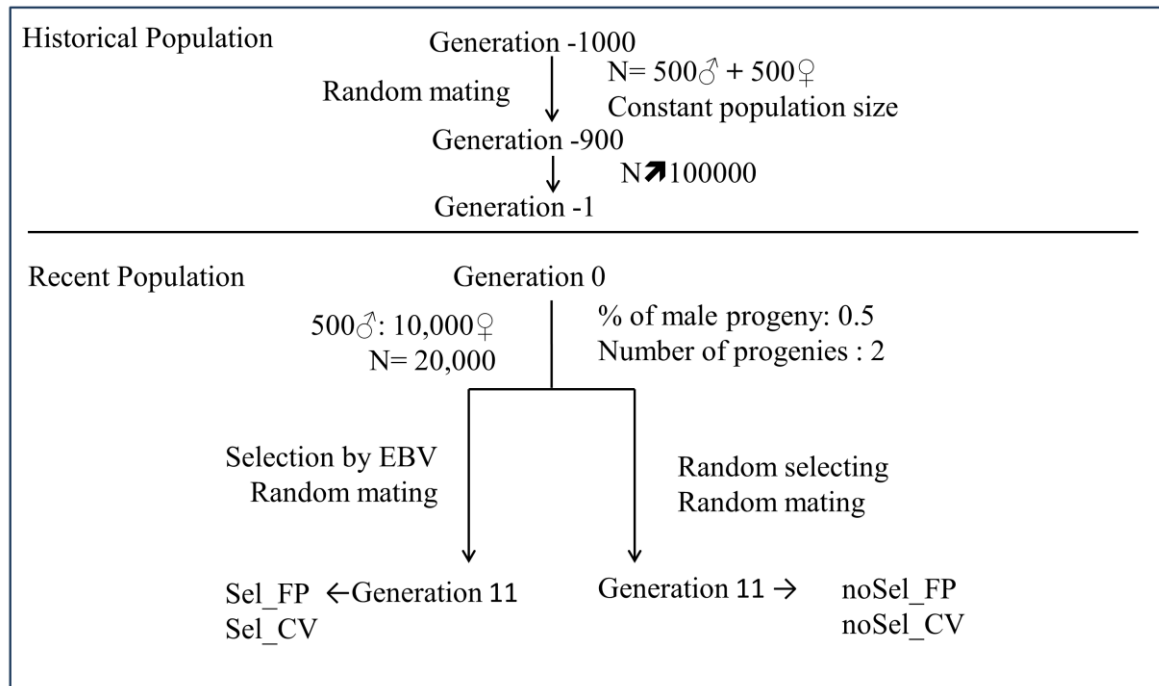 Historical Population
Generation -1000
Random mating
N= 500♂ + 500♀
Constant population size
Generation -900
N↗100000
Generation -1
Recent Population
Generation 0
500♂: 10,000♀
N= 20,000
% of male progeny: 0.5
Number of progenies : 2
Selection by EBV
Random mating
Random selecting
Random mating
Sel_FP ←Generation 11
Sel_CV
Generation 11 → noSel_FP
noSel_CV